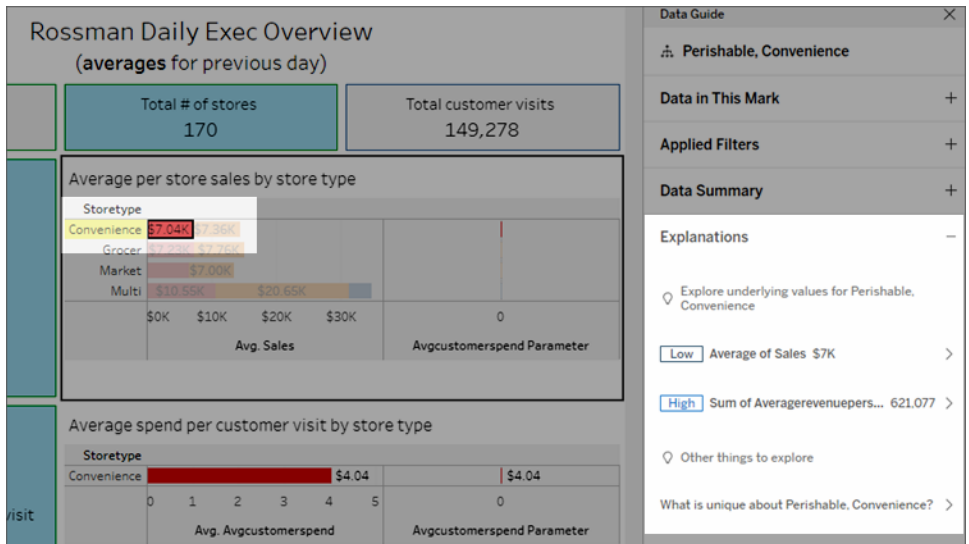 Rossman Daily Exec Overview
(averages for previous day)
Total # of stores
170
Total customer visits
149,278
Average per store sales by store type
Storetype
Convenience $7.04K $7.36K
Grocer $7.23K $7.76K
Market $7.00K
Multi $10.55K $20.65K
$0K $10K $20K $30K 0
Avg. Sales Avgcustomerspend Parameter
Average spend per customer visit by store type
Storetype
Convenience $4.04 $4.04
0 1 2 3 4 5 0
Avg. Avgcustomerspend Avgcustomerspend Parameter
visit
Data Guide
Perishable, Convenience
Data in This Mark
Applied Filters
Data Summary
Explanations
Explore underlying values for Perishable,
Convenience
Low Average of Sales $7K
High Sum of Averagerevenuepers... 621,077
Other things to explore
What is unique about Perishable, Convenience?